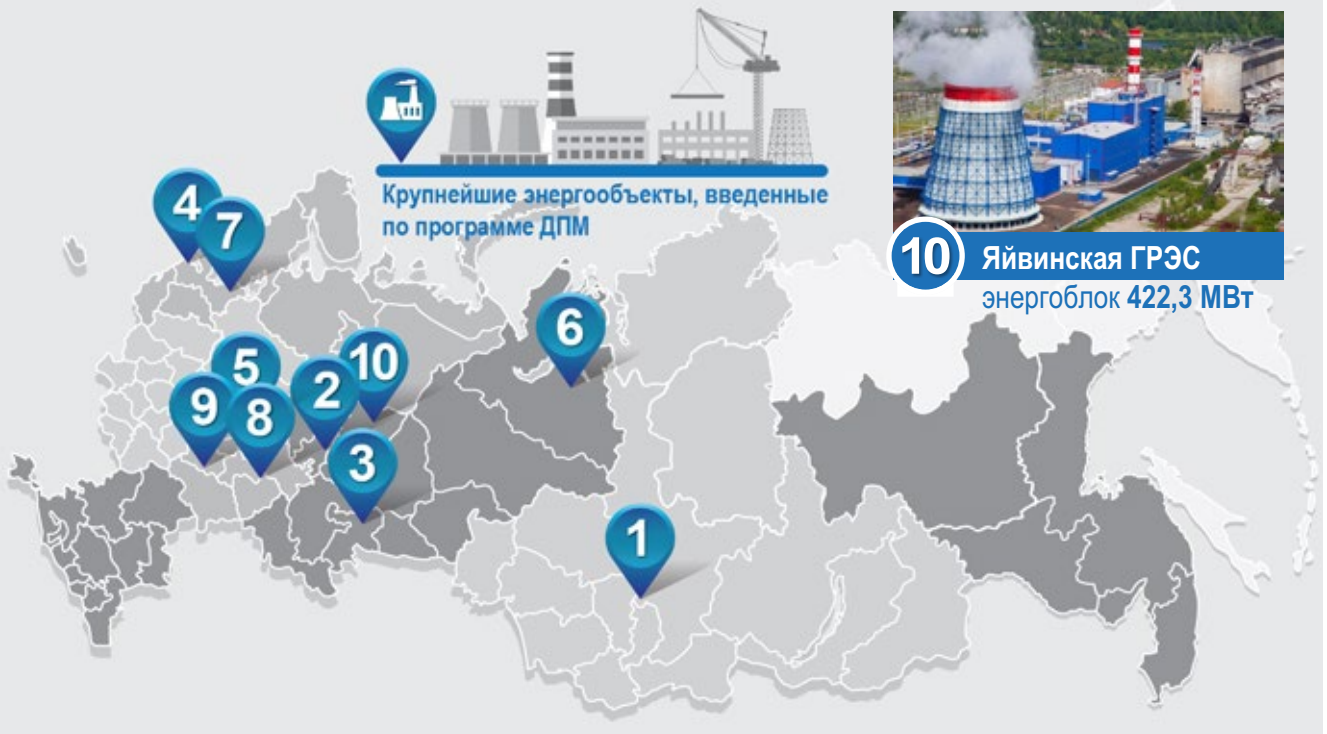 Крупнейшие энергообъекты, введенные
по программе ДПМ
10 Яйвинская ГРЭС
энергоблок 422,3 МВт
4
7
6
5
2
10
9
8
3
1